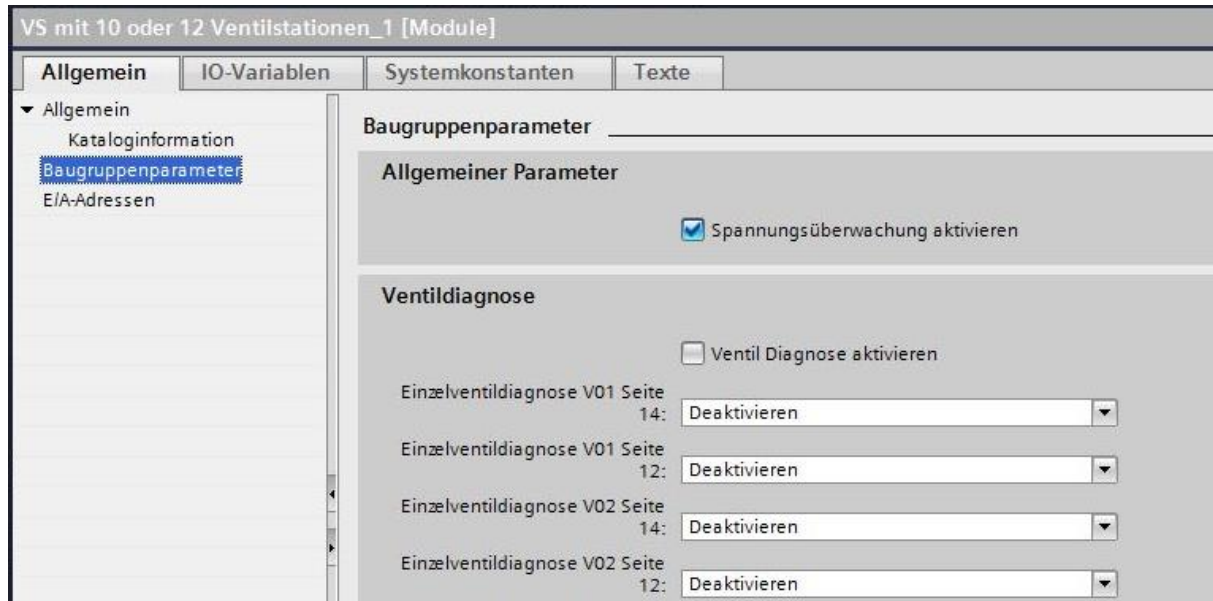 VS mit 10 oder 12 Ventilstationen_1 [Module]
Allgemein
IO-Variablen
Systemkonstanten
Texte
Allgemein
Kataloginformation
Baugruppenparameter
E/A-Adressen
Baugruppenparameter
Allgemeiner Parameter
Spannungsüberwachung aktivieren
Ventildiagnose
Ventil Diagnose aktivieren
Einzelventildiagnose V01 Seite
14: Deaktivieren
Einzelventildiagnose V01 Seite
12: Deaktivieren
Einzelventildiagnose V02 Seite
14: Deaktivieren
Einzelventildiagnose V02 Seite
12: Deaktivieren